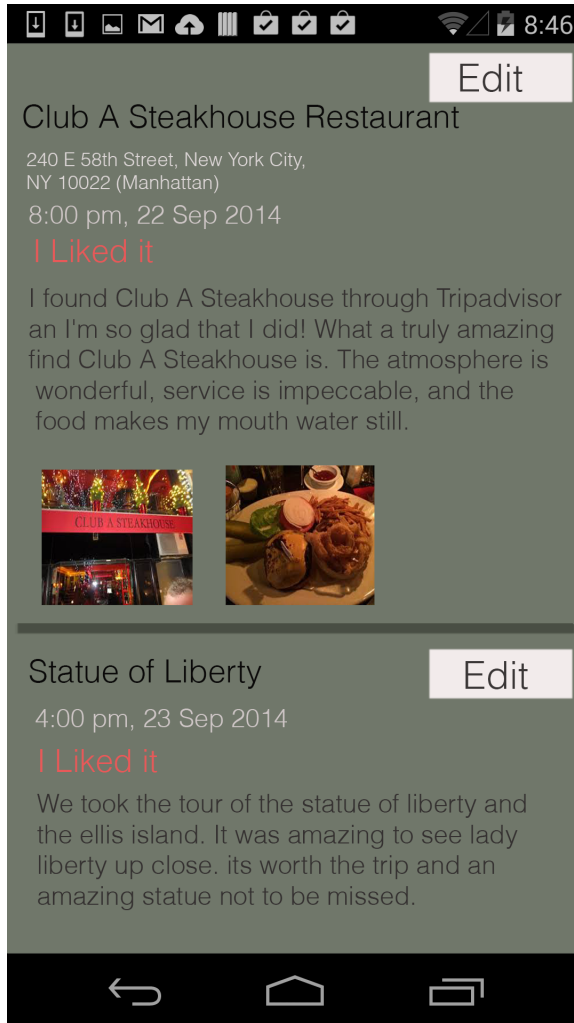 8:46
Edit
Club A Steakhouse Restaurant
240 E 58th Street, New York City,
NY 10022 (Manhattan)
8:00 pm, 22 Sep 2014
I Liked it
I found Club A Steakhouse through Tripadvisor
an I'm so glad that I did! What a truly amazing
find Club A Steakhouse is. The atmosphere is
wonderful, service is impeccable, and the
food makes my mouth water still.
CLUB A STEAKHOUSE
Statue of Liberty
Edit
4:00 pm, 23 Sep 2014
I Liked it
We took the tour of the statue of liberty and
the ellis island. It was amazing to see lady
liberty up close. its worth the trip and an
amazing statue not to be missed.